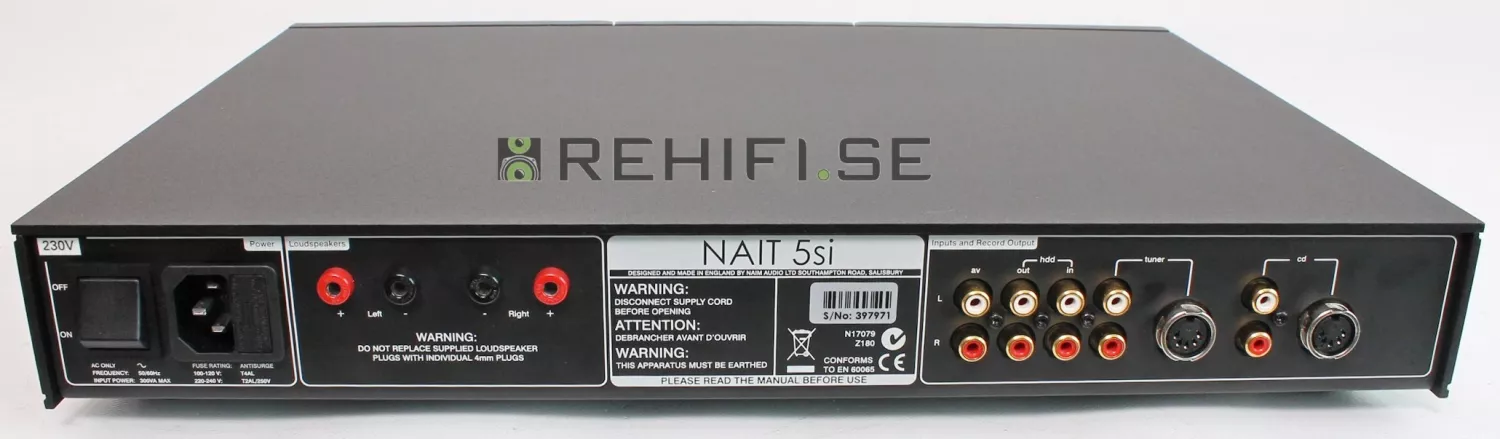 REHIFI.SE
230V
Power
OFF
ON
AC ONLY
FREQUENCY: 50/60Hz
INPUT POWER: 300VA MAX
FUSE RATING: ANTISURGE
100-120 V: T4AL
220-240 V: T2AL/250V
Loudspeakers
+ Left - - Right +
WARNING:
DO NOT REPLACE SUPPLIED LOUDSPEAKER
PLUGS WITH INDIVIDUAL 4mm PLUGS
NAIT 5si
DESIGNED AND MADE IN ENGLAND BY NAIM AUDIO LTD SOUTHAMPTON ROAD, SALISBURY
WARNING:
DISCONNECT SUPPLY CORD
BEFORE OPENING
ATTENTION:
DEBRANCHER AVANT D'OUVRIR
WARNING:
THIS APPARATUS MUST BE EARTHED
S/No: 397971
N17079
Z180
CONFORMS
TO EN 60065 CE
PLEASE READ THE MANUAL BEFORE USE
Inputs and Record Output
hdd
av out in tuner cd
L
R